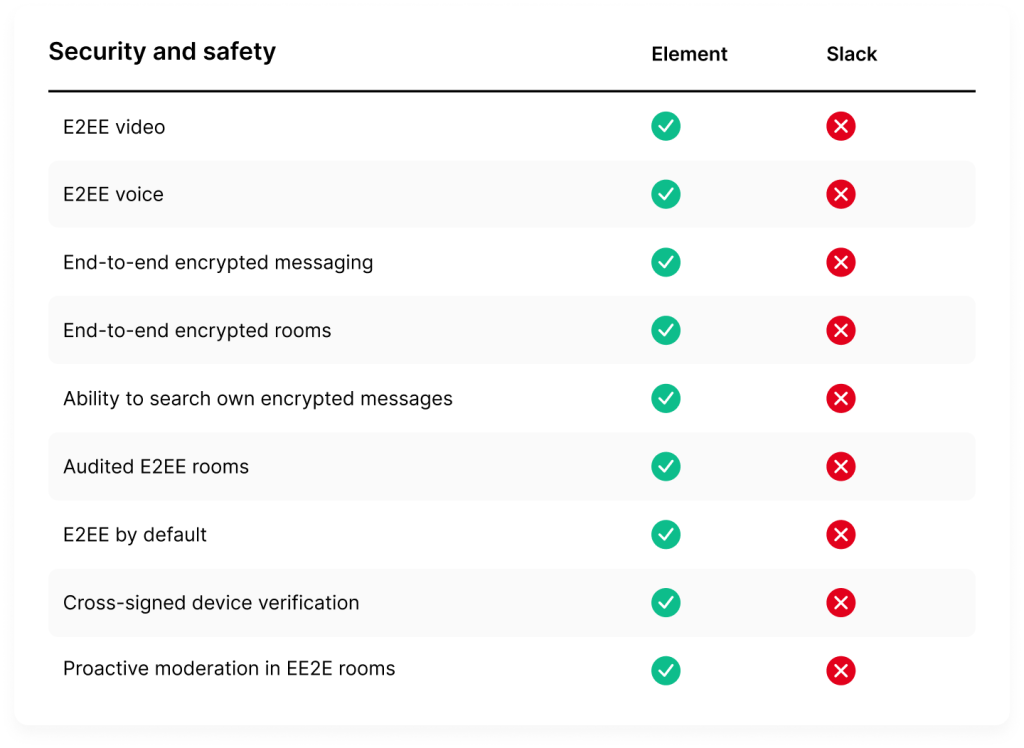 Security and safety Element Slack
E2EE video
E2EE voice
End-to-end encrypted messaging
End-to-end encrypted rooms
Ability to search own encrypted messages
Audited E2EE rooms
E2EE by default
Cross-signed device verification
Proactive moderation in EE2E rooms